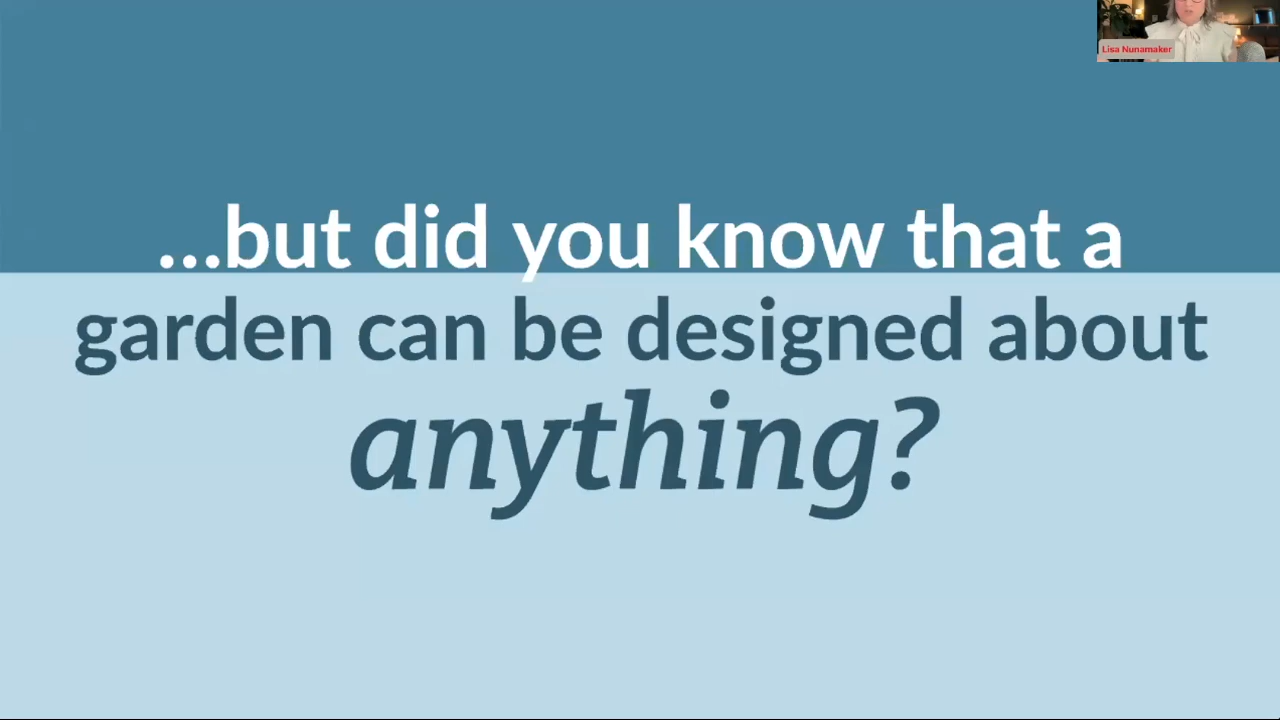 Lisa Nunamaker
...but did you know that a
garden can be designed about
anything?